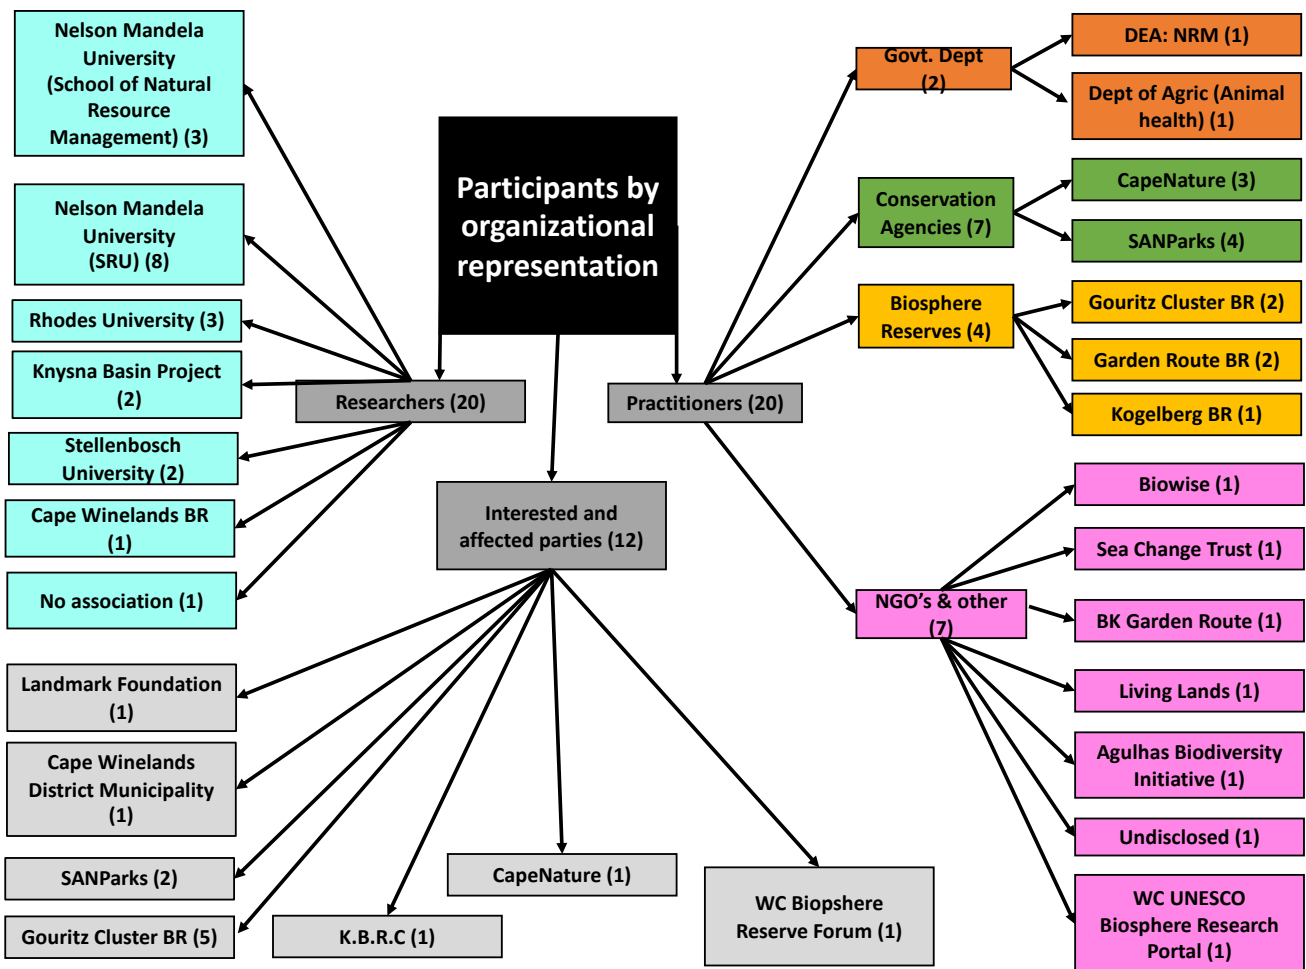 Participants by
organizational
representation
Researchers (20)
Nelson Mandela
University
(School of Natural
Resource
Management) (3)
Nelson Mandela
University
(SRU) (8)
Rhodes University (3)
Knysna Basin Project
(2)
Stellenbosch
University (2)
Cape Winelands BR
(1)
No association (1)
Interested and
affected parties (12)
Landmark Foundation
(1)
Cape Winelands
District Municipality
(1)
SANParks (2)
Gouritz Cluster BR (5)
K.B.R.C (1)
CapeNature (1)
WC Biopshere
Reserve Forum (1)
Practitioners (20)
Govt. Dept
(2)
DEA: NRM (1)
Dept of Agric (Animal
health) (1)
Conservation
Agencies (7)
CapeNature (3)
SANParks (4)
Biosphere
Reserves (4)
Gouritz Cluster BR (2)
Garden Route BR (2)
Kogelberg BR (1)
NGO's & other
(7)
Biowise (1)
Sea Change Trust (1)
BK Garden Route (1)
Living Lands (1)
Agulhas Biodiversity
Initiative (1)
Undisclosed (1)
WC UNESCO
Biosphere Research
Portal (1)